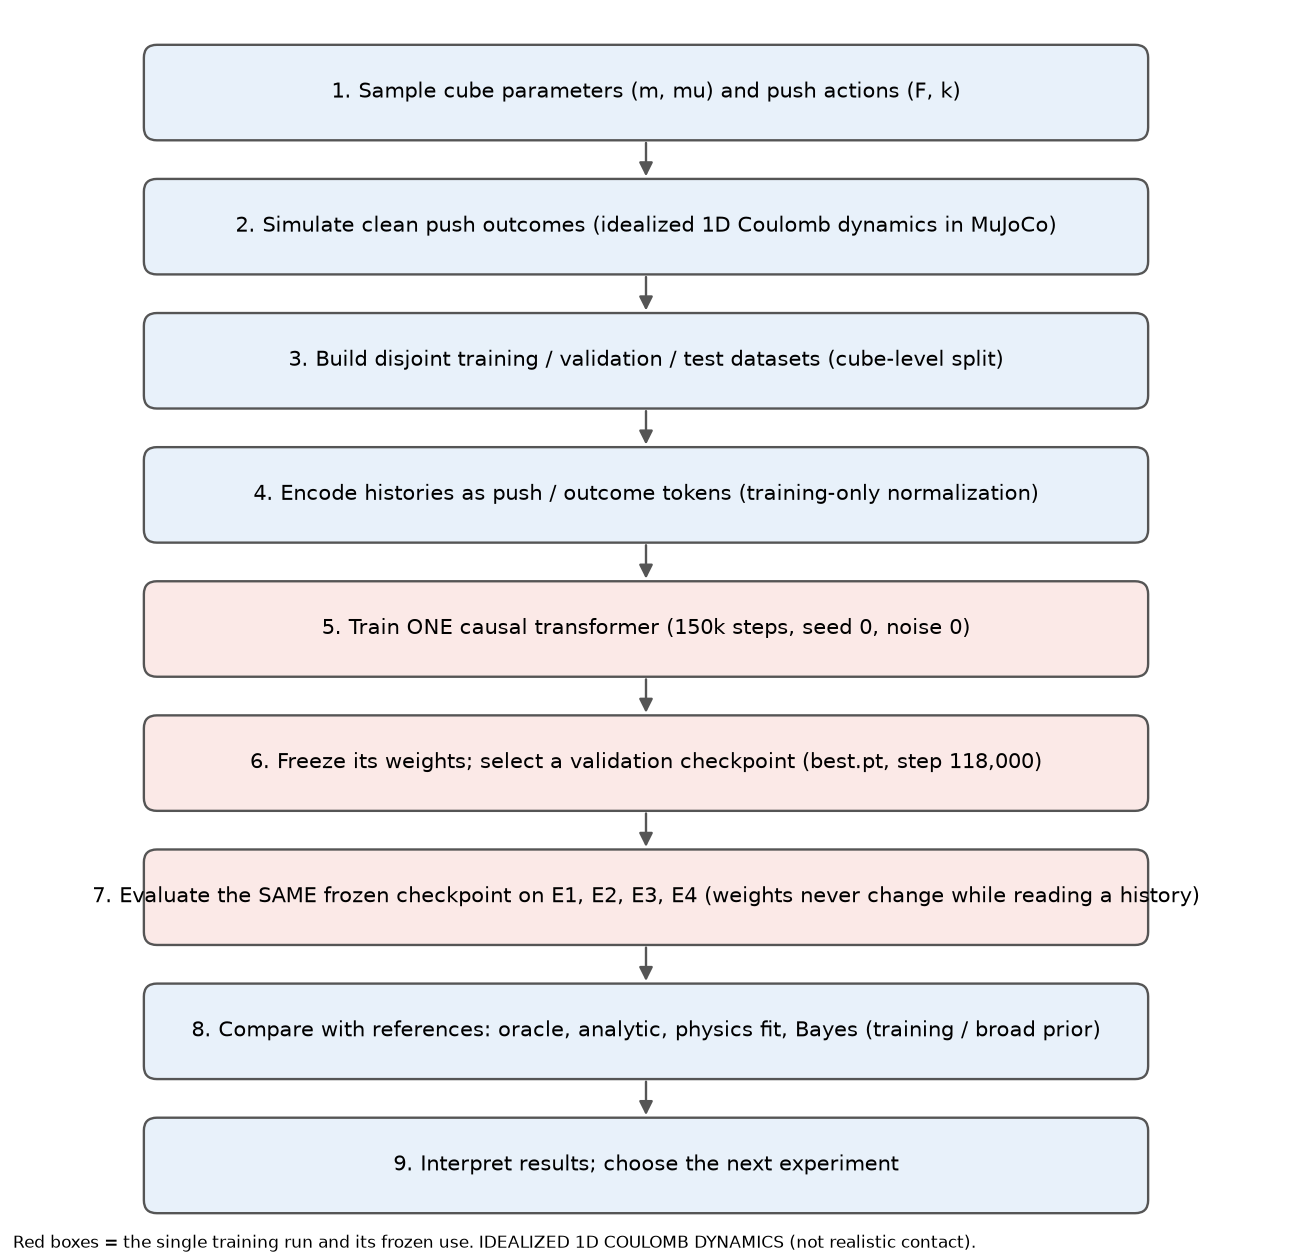 1. Sample cube parameters (m, mu) and push actions (F, k)
2. Simulate clean push outcomes (idealized 1D Coulomb dynamics in MuJoCo)
3. Build disjoint training / validation / test datasets (cube-level split)
4. Encode histories as push / outcome tokens (training-only normalization)
5. Train ONE causal transformer (150k steps, seed 0, noise 0)
6. Freeze its weights; select a validation checkpoint (best.pt, step 118,000)
7. Evaluate the SAME frozen checkpoint on E1, E2, E3, E4 (weights never change while reading a history)
8. Compare with references: oracle, analytic, physics fit, Bayes (training / broad prior)
9. Interpret results; choose the next experiment
Red boxes = the single training run and its frozen use. IDEALIZED 1D COULOMB DYNAMICS (not realistic contact).